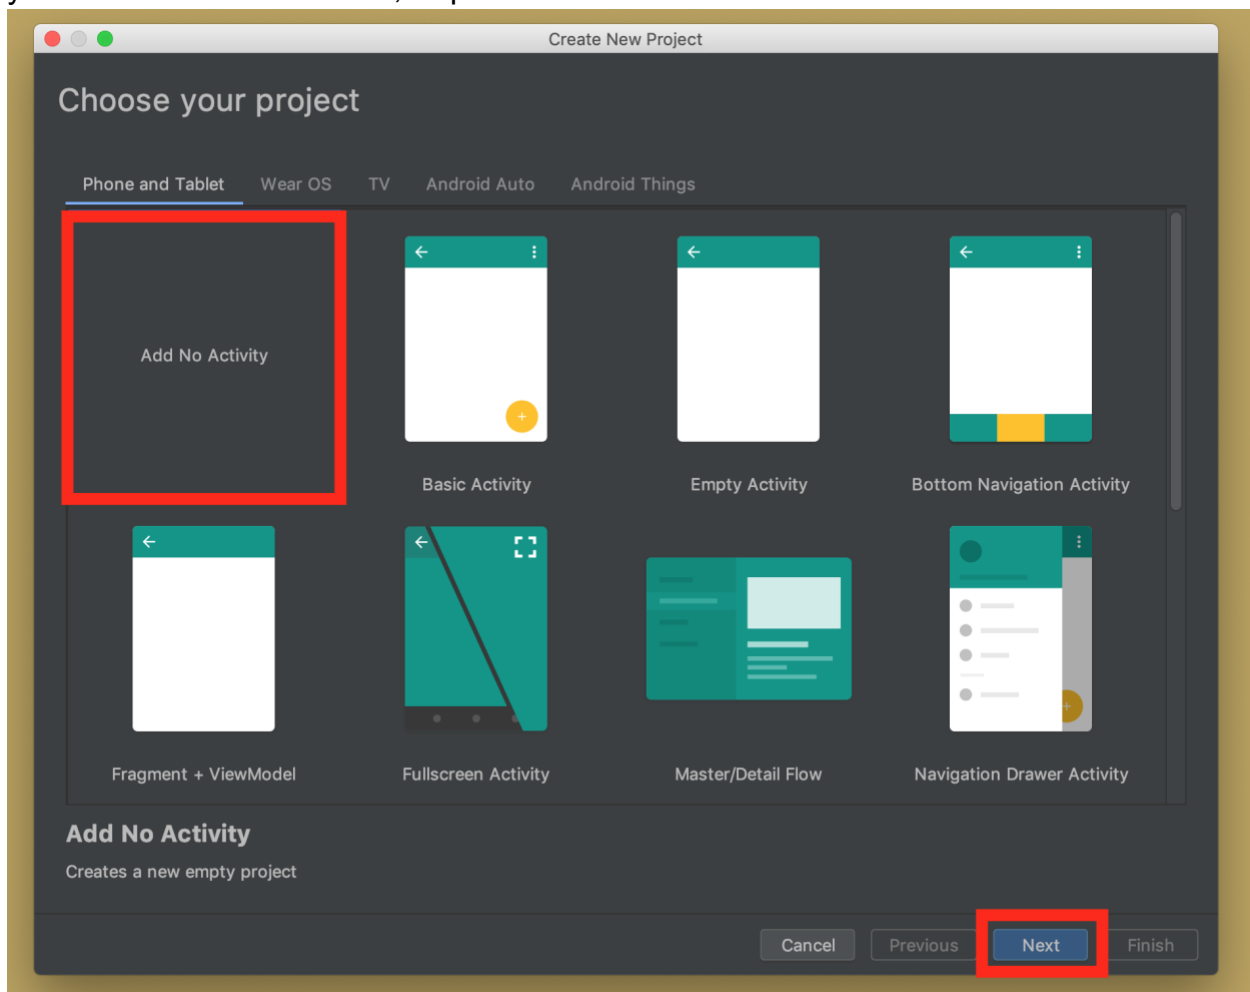 Create New Project
Choose your project
Phone and Tablet Wear OS TV Android Auto Android Things
Add No Activity
Basic Activity Empty Activity Bottom Navigation Activity
Fragment + ViewModel Fullscreen Activity Master/Detail Flow Navigation Drawer Activity
Add No Activity
Creates a new empty project
Cancel Previous Next Finish